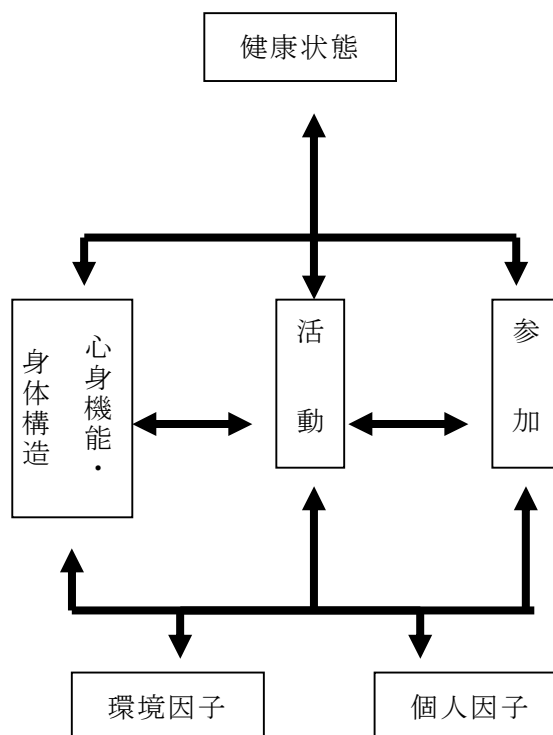 健康状態
心身機能・
身体構造
活動
参加
環境因子
個人因子